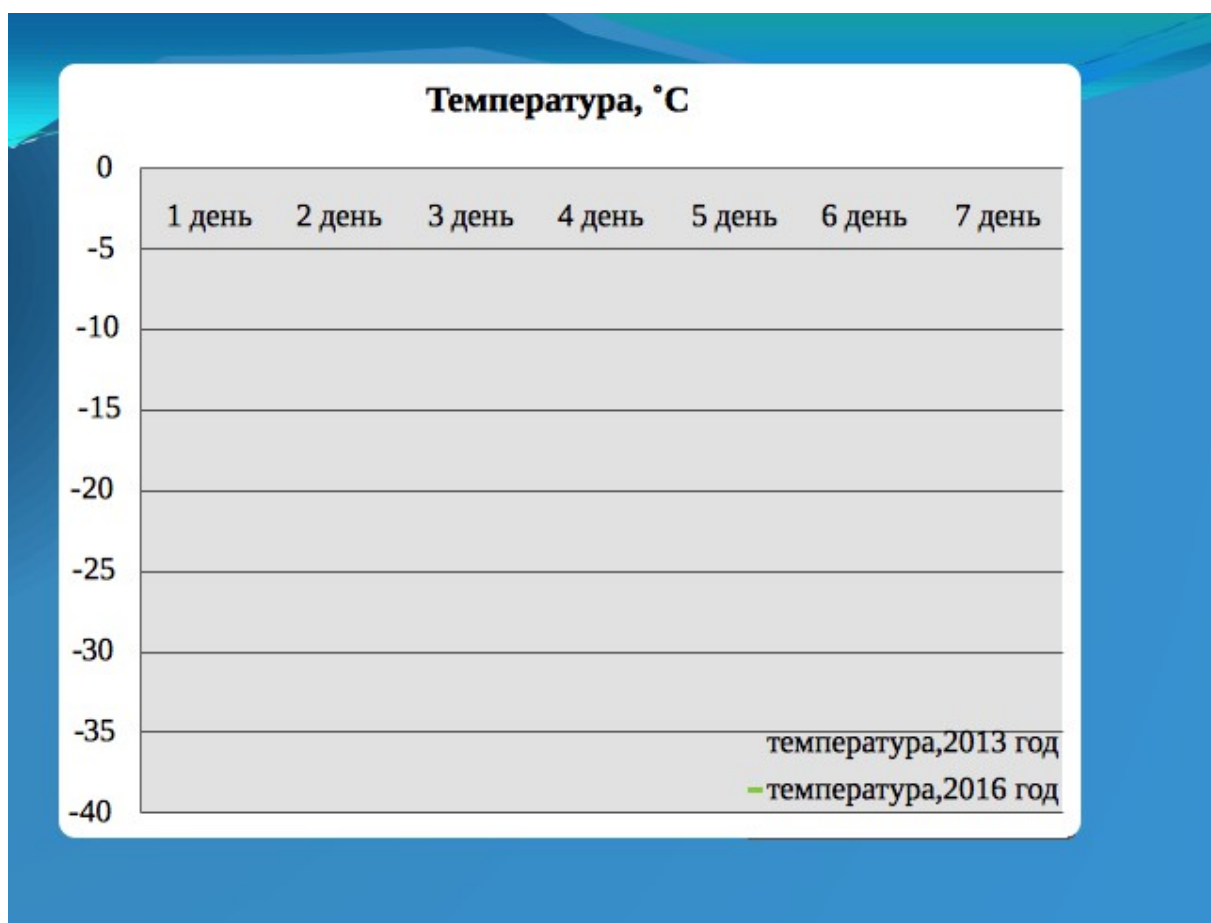 Температура, ˚С
0
1 день 2 день 3 день 4 день 5 день 6 день 7 день
-5
-10
-15
-20
-25
-30
-35
температура,2013 год
температура,2016 год
-40